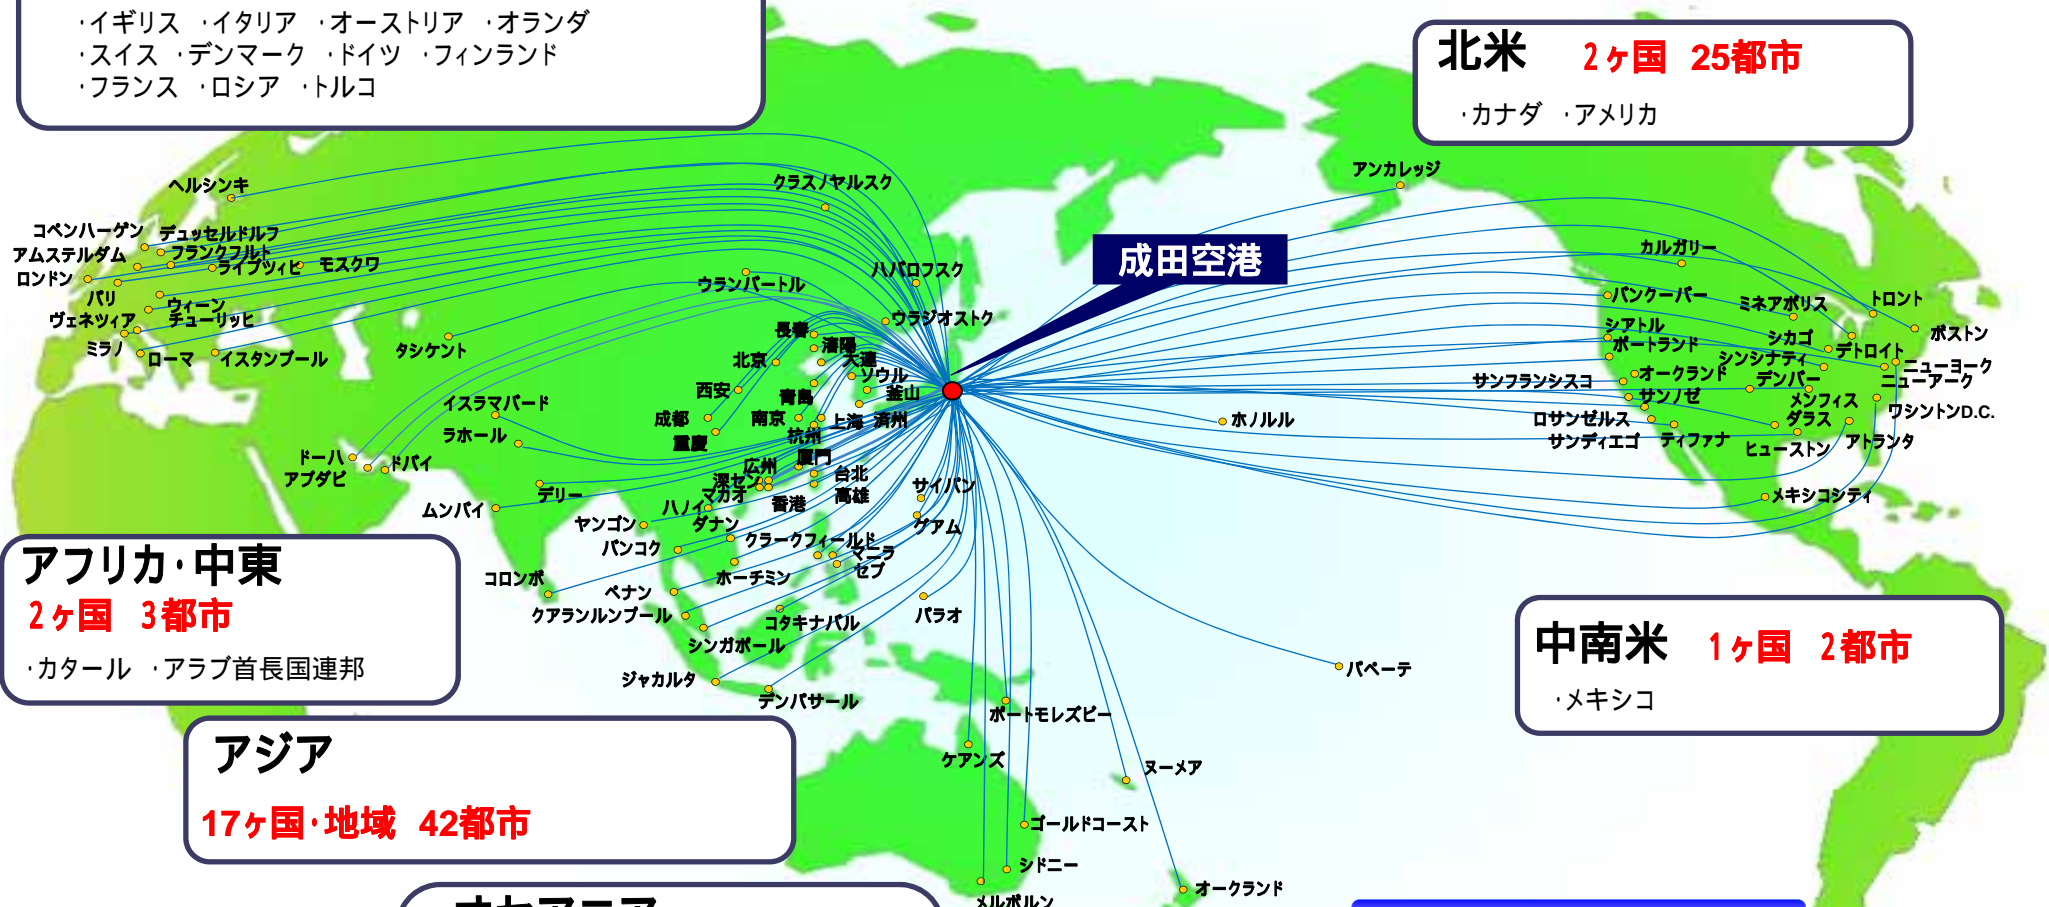 ・イギリス ・イタリア ・オーストリア ・オランダ
・スイス ・デンマーク ・ドイツ ・フィンランド
・フランス ・ロシア ・トルコ
北米 2ヶ国 25都市
・カナダ ・アメリカ
成田空港
アンカレッジ
ヘルシンキ
クラスノヤルスク
コペンハーゲン
デュッセルドルフ
アムステルダム
フランクフルト
ライプツィヒ
モスクワ
ロンドン
パリ
ウィーン
ヴェネツィア
チューリッヒ
ミラノ
ローマ
イスタンブール
タシケント
ウランバートル
ハバロフスク
ウラジオストク
長春
瀋陽
大連
北京
ソウル
釜山
西安
青島
成都
南京
上海
済州
重慶
杭州
厦門
広州
深セン
マカオ
香港
台北
高雄
イスラマバード
ラホール
ドーハ
アブダビ
ドバイ
デリー
ムンバイ
ハノイ
ヤンゴン
ダナン
バンコク
クラークフィールド
マニラ
セブ
サイパン
グアム
コロンボ
ホーチミン
ペナン
クアランルンプール
コタキナバル
シンガポール
パラオ
ジャカルタ
デンパサール
ポートモレズビー
ケアンズ
ヌーメア
ゴールドコースト
シドニー
メルボルン
オークランド
パペーテ
ホノルル
カルガリー
バンクーバー
ミネアポリス
トロント
シアトル
シカゴ
ボストン
ポートランド
デトロイト
シンシナティ
ニューヨーク
サンフランシスコ
オークランド
デンバー
ニューアーク
サンノゼ
メンフィス
ワシントンD.C.
ロサンゼルス
ダラス
サンディエゴ
ティファナ
ヒューストン
アトランタ
メキシコシティ
アフリカ・中東
2ヶ国 3都市
・カタール ・アラブ首長国連邦
中南米 1ヶ国 2都市
・メキシコ
アジア
17ヶ国・地域 42都市
オセアニア